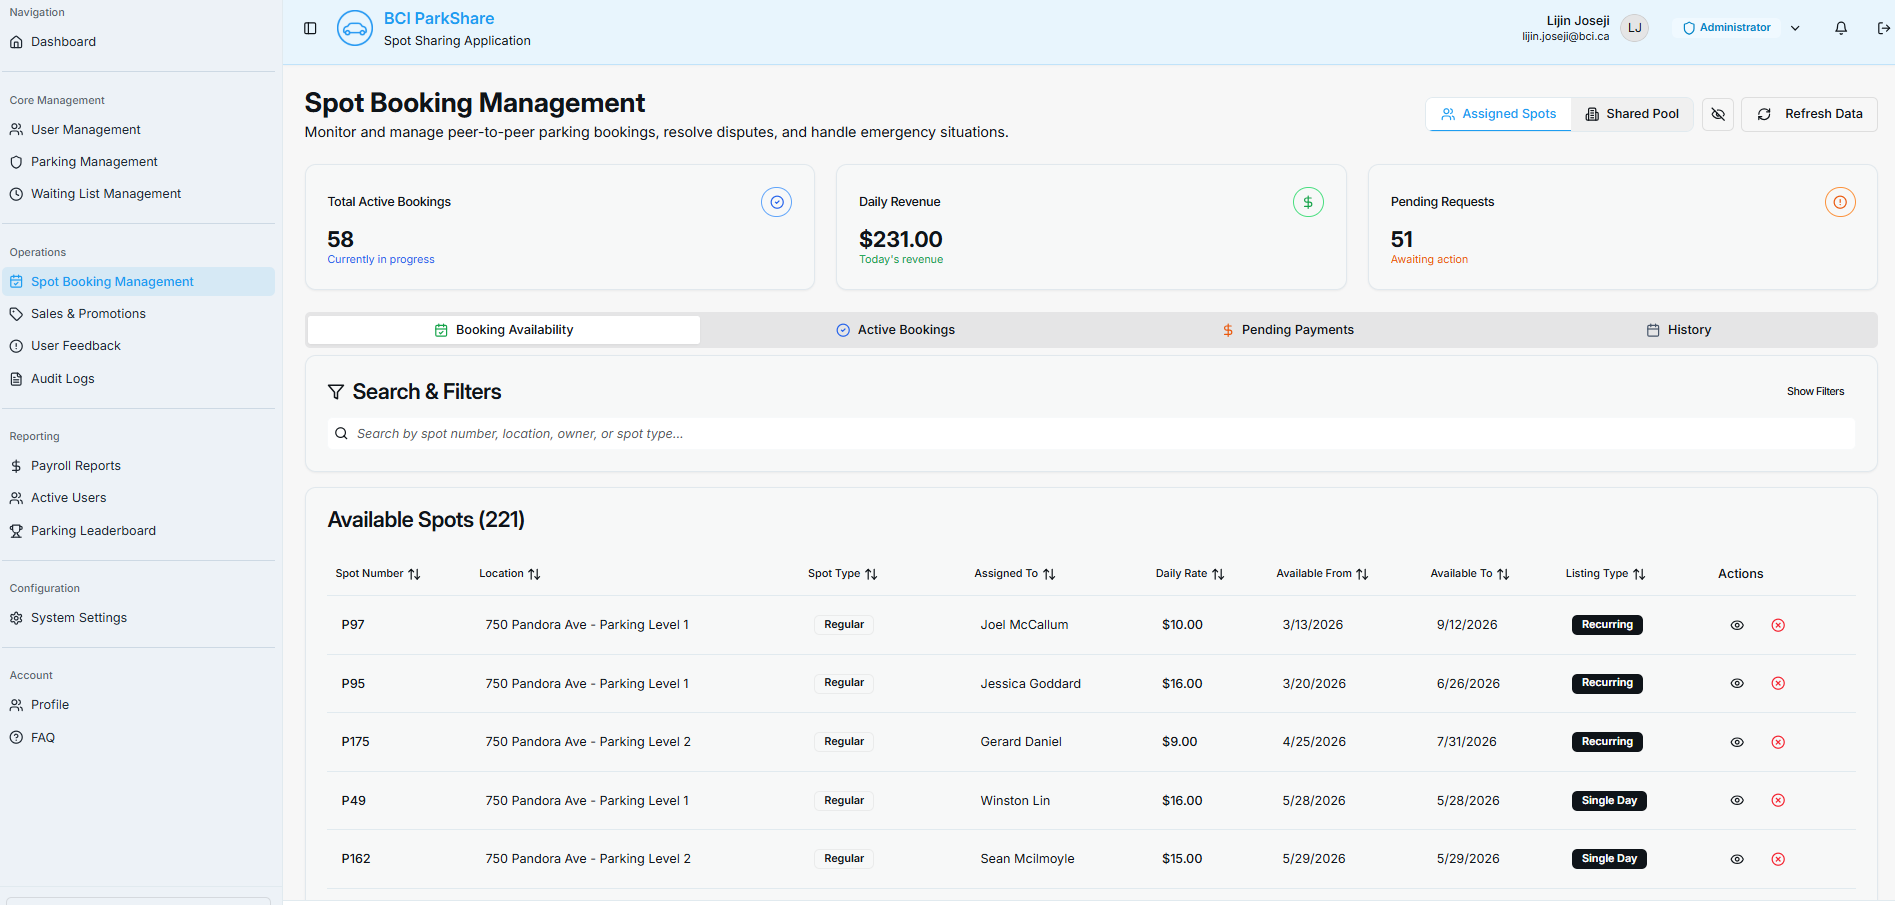 Navigation
Dashboard
Core Management
User Management
Parking Management
Waiting List Management
Operations
Spot Booking Management
Sales & Promotions
User Feedback
Audit Logs
Reporting
Payroll Reports
Active Users
Parking Leaderboard
Configuration
System Settings
Account
Profile
FAQ
BCI ParkShare
Spot Sharing Application
Lijin Joseji
lijin.joseji@bci.ca
LJ
Administrator
Spot Booking Management
Monitor and manage peer-to-peer parking bookings, resolve disputes, and handle emergency situations.
Assigned Spots Shared Pool Refresh Data
Total Active Bookings
58
Currently in progress
Daily Revenue
$231.00
Today's revenue
Pending Requests
51
Awaiting action
Booking Availability Active Bookings Pending Payments History
Search & Filters Show Filters
Search by spot number, location, owner, or spot type...
Available Spots (221)
Spot Number Location Spot Type Assigned To Daily Rate Available From Available To Listing Type Actions
P97 750 Pandora Ave - Parking Level 1 Regular Joel McCallum $10.00 3/13/2026 9/12/2026 Recurring
P95 750 Pandora Ave - Parking Level 1 Regular Jessica Goddard $16.00 3/20/2026 6/26/2026 Recurring
P175 750 Pandora Ave - Parking Level 2 Regular Gerard Daniel $9.00 4/25/2026 7/31/2026 Recurring
P49 750 Pandora Ave - Parking Level 1 Regular Winston Lin $16.00 5/28/2026 5/28/2026 Single Day
P162 750 Pandora Ave - Parking Level 2 Regular Sean Mcilmoyle $15.00 5/29/2026 5/29/2026 Single Day